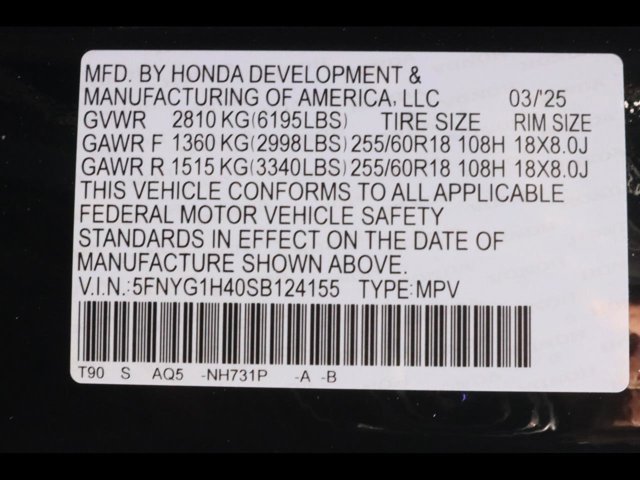 MFD. BY HONDA DEVELOPMENT &
MANUFACTURING OF AMERICA, LLC 03/'25
GVWR 2810 KG(6195LBS) TIRE SIZE RIM SIZE
GAWR F 1360 KG(2998LBS) 255/60R18 108H 18X8.0J
GAWR R 1515 KG(3340LBS) 255/60R18 108H 18X8.0J
THIS VEHICLE CONFORMS TO ALL APPLICABLE
FEDERAL MOTOR VEHICLE SAFETY
STANDARDS IN EFFECT ON THE DATE OF
MANUFACTURE SHOWN ABOVE.
V.I.N.:5FNYG1H40SB124155 TYPE:MPV
T90 S AQ5 -NH731P -A -B